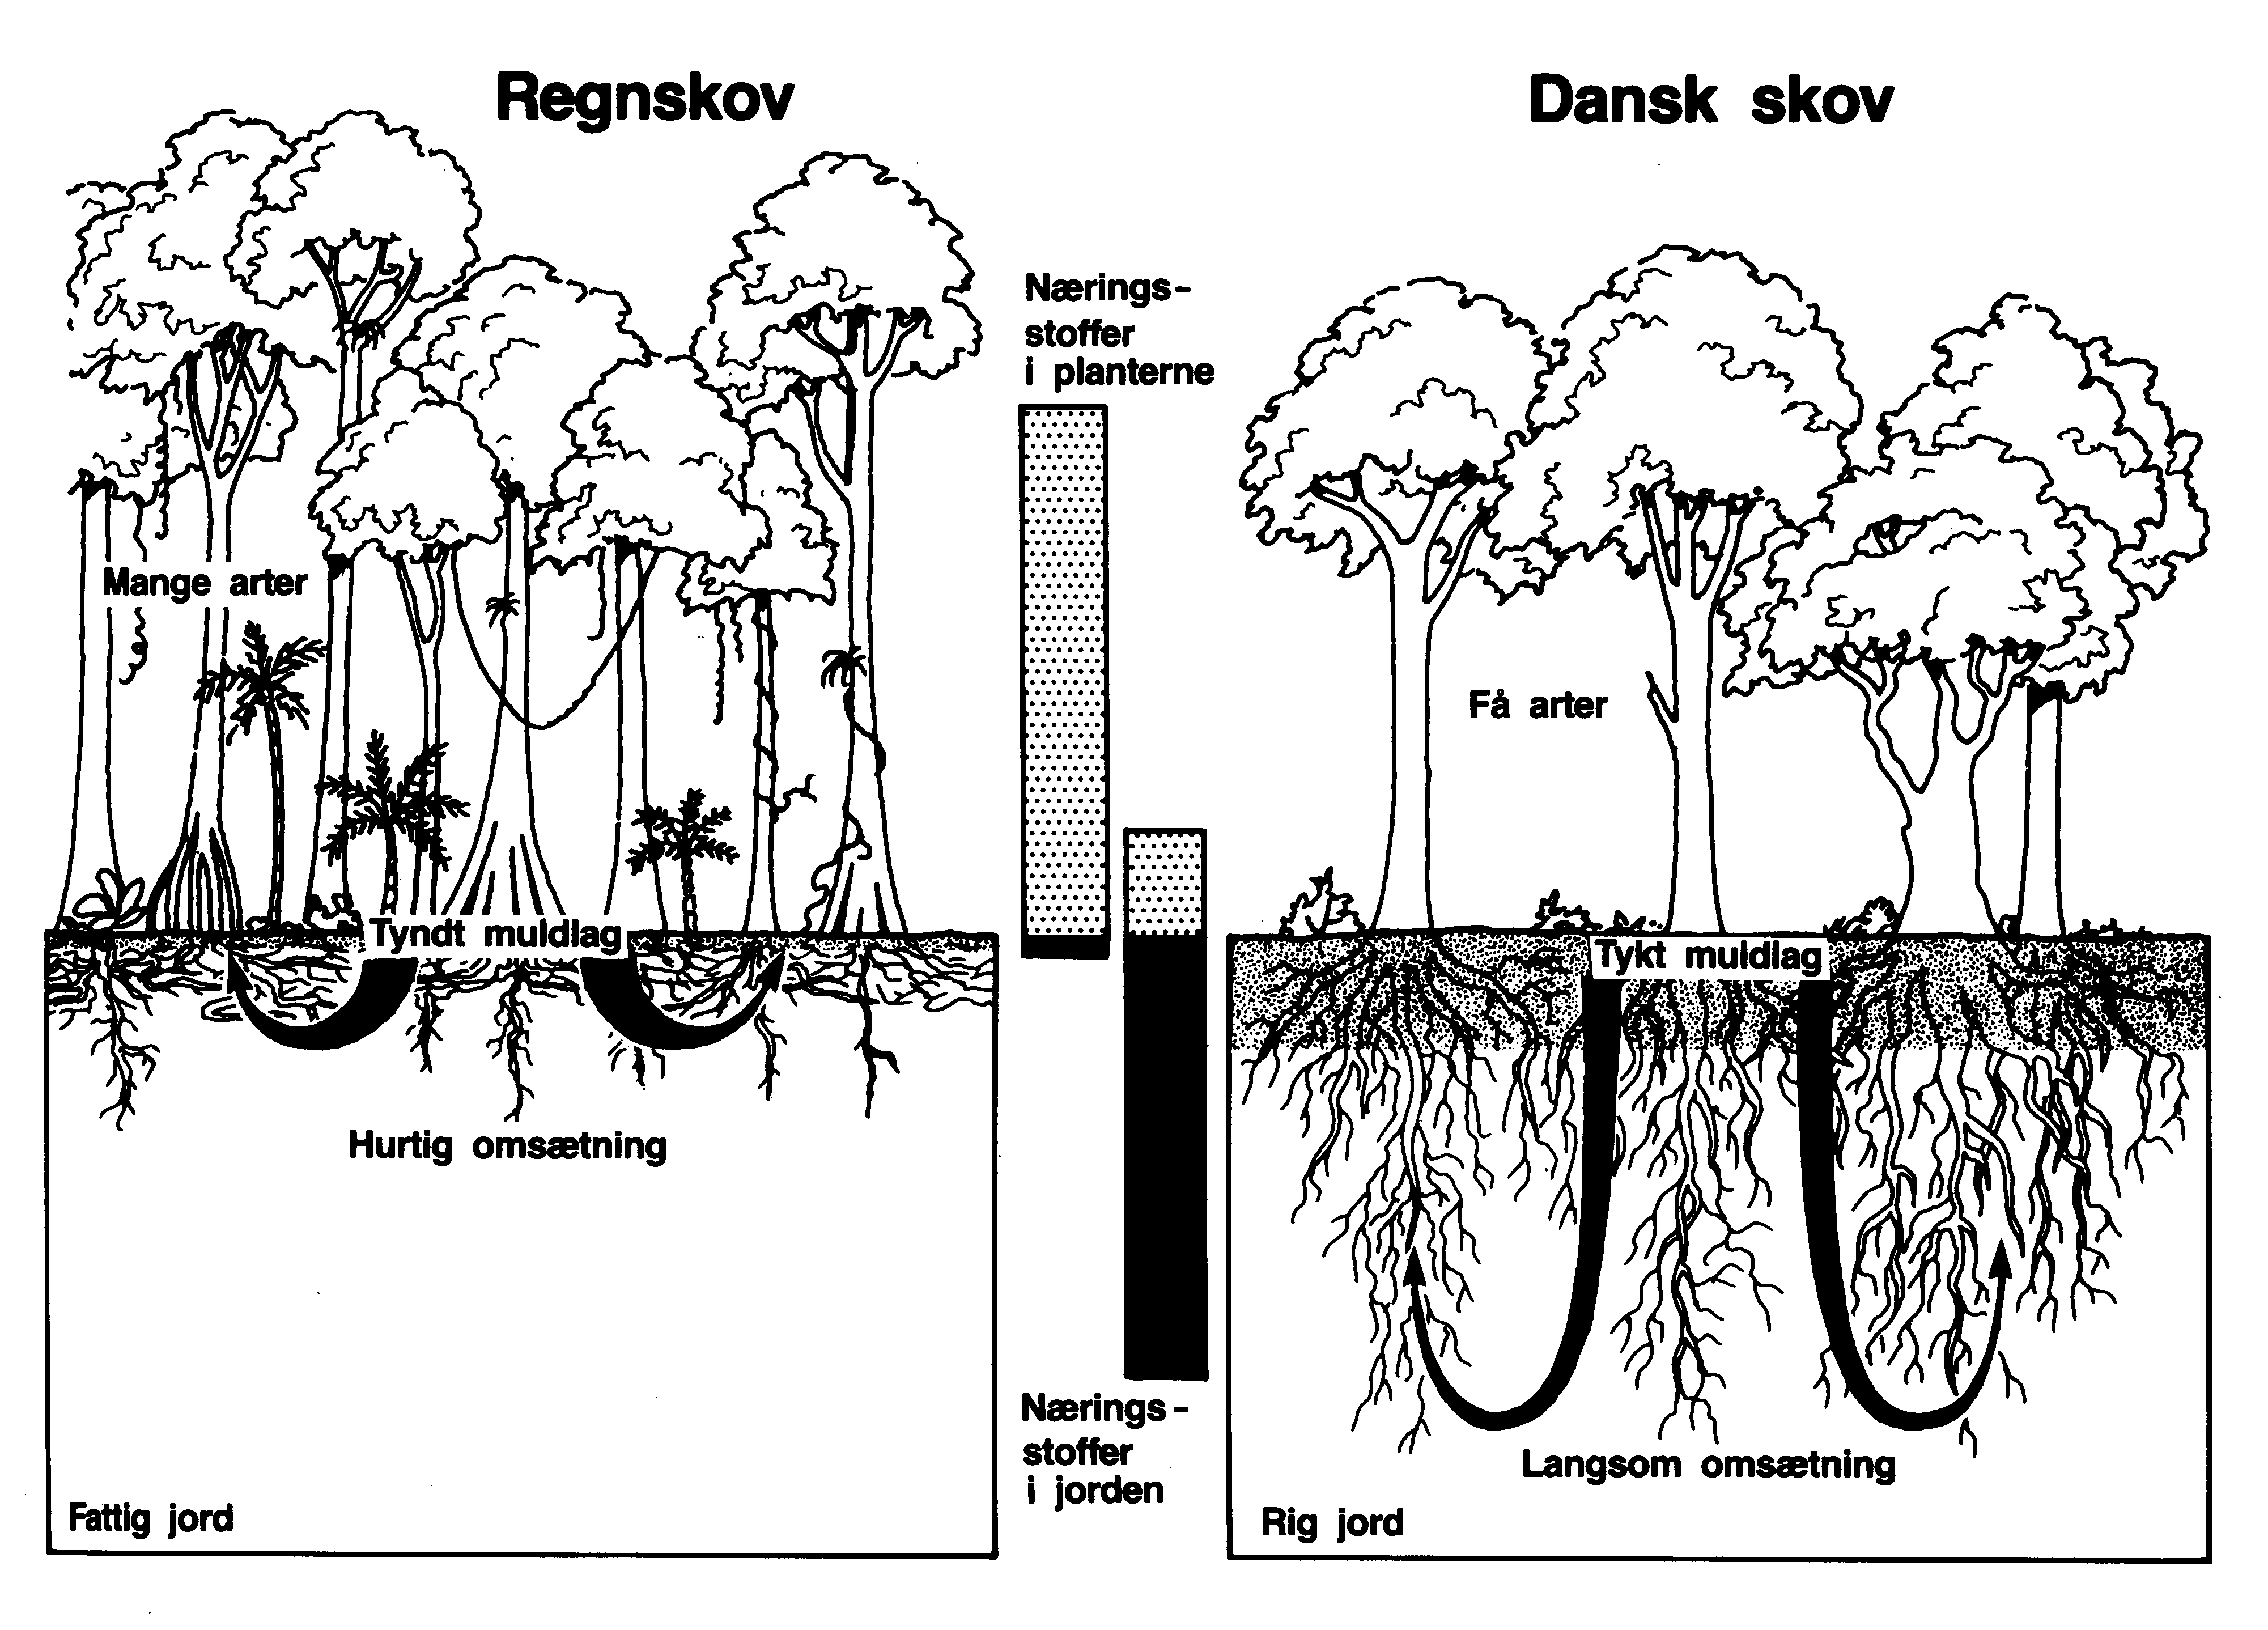 Regnskov
Dansk skov
Nærings-
stoffer
i planterne
Mange arter
Få arter
Tyndt muldlag
Tykt muldlag
Hurtig omsætning
Langsom omsætning
Nærings-
stoffer
i jorden
Fattig jord
Rig jord